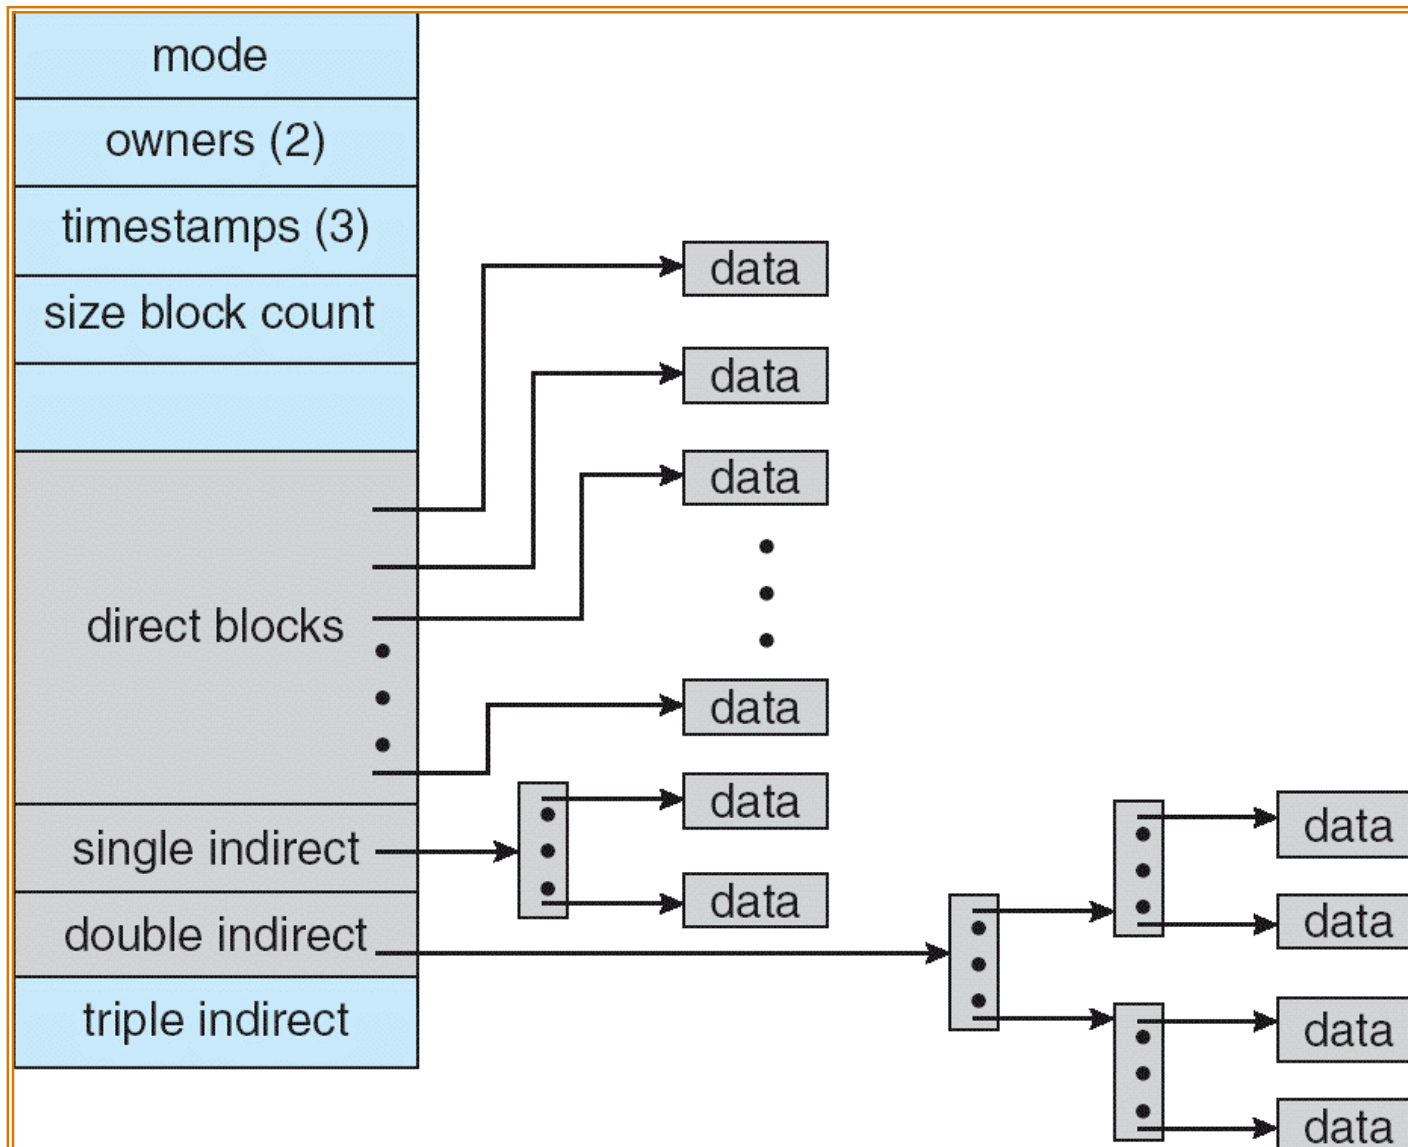 mode
owners (2)
timestamps (3)
size block count
direct blocks
single indirect
double indirect
triple indirect
data
data
data
data
data
data
data
data
data
data